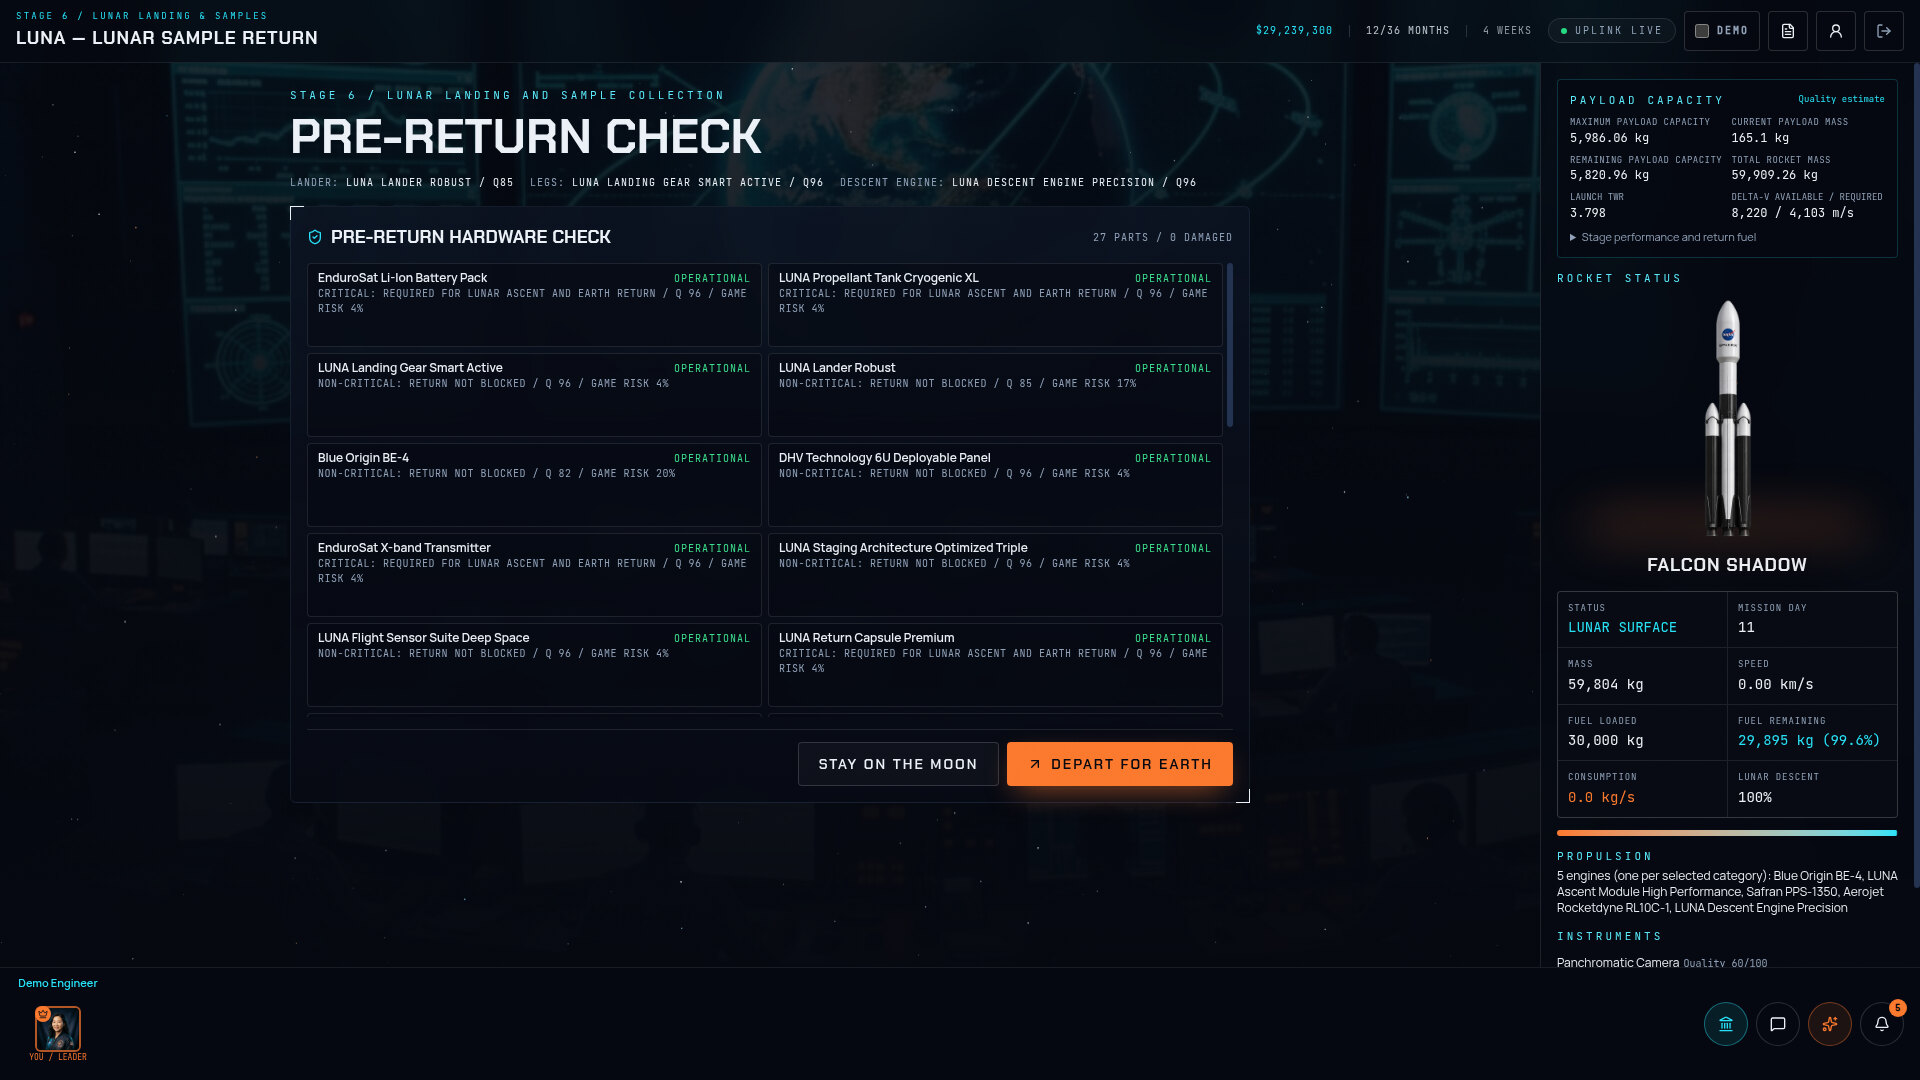 STAGE 6 / LUNAR LANDING & SAMPLES
LUNA — LUNAR SAMPLE RETURN
$29,239,300
12/36 MONTHS
4 WEEKS
UPLINK LIVE
DEMO
STAGE 6 / LUNAR LANDING AND SAMPLE COLLECTION
PRE-RETURN CHECK
LANDER: LUNA LANDER ROBUST / Q85 LEGS: LUNA LANDING GEAR SMART ACTIVE / Q96 DESCENT ENGINE: LUNA DESCENT ENGINE PRECISION / Q96
PRE-RETURN HARDWARE CHECK
27 PARTS / 0 DAMAGED
EnduroSat Li-Ion Battery Pack OPERATIONAL
CRITICAL: REQUIRED FOR LUNAR ASCENT AND EARTH RETURN / Q 96 / GAME
RISK 4%
LUNA Propellant Tank Cryogenic XL OPERATIONAL
CRITICAL: REQUIRED FOR LUNAR ASCENT AND EARTH RETURN / Q 96 / GAME
RISK 4%
LUNA Landing Gear Smart Active OPERATIONAL
NON-CRITICAL: RETURN NOT BLOCKED / Q 96 / GAME RISK 4%
LUNA Lander Robust OPERATIONAL
NON-CRITICAL: RETURN NOT BLOCKED / Q 85 / GAME RISK 17%
Blue Origin BE-4 OPERATIONAL
NON-CRITICAL: RETURN NOT BLOCKED / Q 82 / GAME RISK 20%
DHV Technology 6U Deployable Panel OPERATIONAL
NON-CRITICAL: RETURN NOT BLOCKED / Q 96 / GAME RISK 4%
EnduroSat X-band Transmitter OPERATIONAL
CRITICAL: REQUIRED FOR LUNAR ASCENT AND EARTH RETURN / Q 96 / GAME
RISK 4%
LUNA Staging Architecture Optimized Triple OPERATIONAL
NON-CRITICAL: RETURN NOT BLOCKED / Q 96 / GAME RISK 4%
LUNA Flight Sensor Suite Deep Space OPERATIONAL
NON-CRITICAL: RETURN NOT BLOCKED / Q 96 / GAME RISK 4%
LUNA Return Capsule Premium OPERATIONAL
CRITICAL: REQUIRED FOR LUNAR ASCENT AND EARTH RETURN / Q 96 / GAME
RISK 4%
STAY ON THE MOON
DEPART FOR EARTH
PAYLOAD CAPACITY
Quality estimate
MAXIMUM PAYLOAD CAPACITY
5,986.06 kg
CURRENT PAYLOAD MASS
165.1 kg
REMAINING PAYLOAD CAPACITY
5,820.96 kg
TOTAL ROCKET MASS
59,909.26 kg
LAUNCH TWR
3.798
DELTA-V AVAILABLE / REQUIRED
8,220 / 4,103 m/s
Stage performance and return fuel
ROCKET STATUS
NASA
FALCON SHADOW
STATUS
LUNAR SURFACE
MISSION DAY
11
MASS
59,804 kg
SPEED
0.00 km/s
FUEL LOADED
30,000 kg
FUEL REMAINING
29,895 kg (99.6%)
CONSUMPTION
0.0 kg/s
LUNAR DESCENT
100%
PROPULSION
5 engines (one per selected category): Blue Origin BE-4, LUNA
Ascent Module High Performance, Safran PPS-1350, Aerojet
Rocketdyne RL10C-1, LUNA Descent Engine Precision
INSTRUMENTS
Panchromatic Camera Quality 60/100
Demo Engineer
YOU / LEADER
5